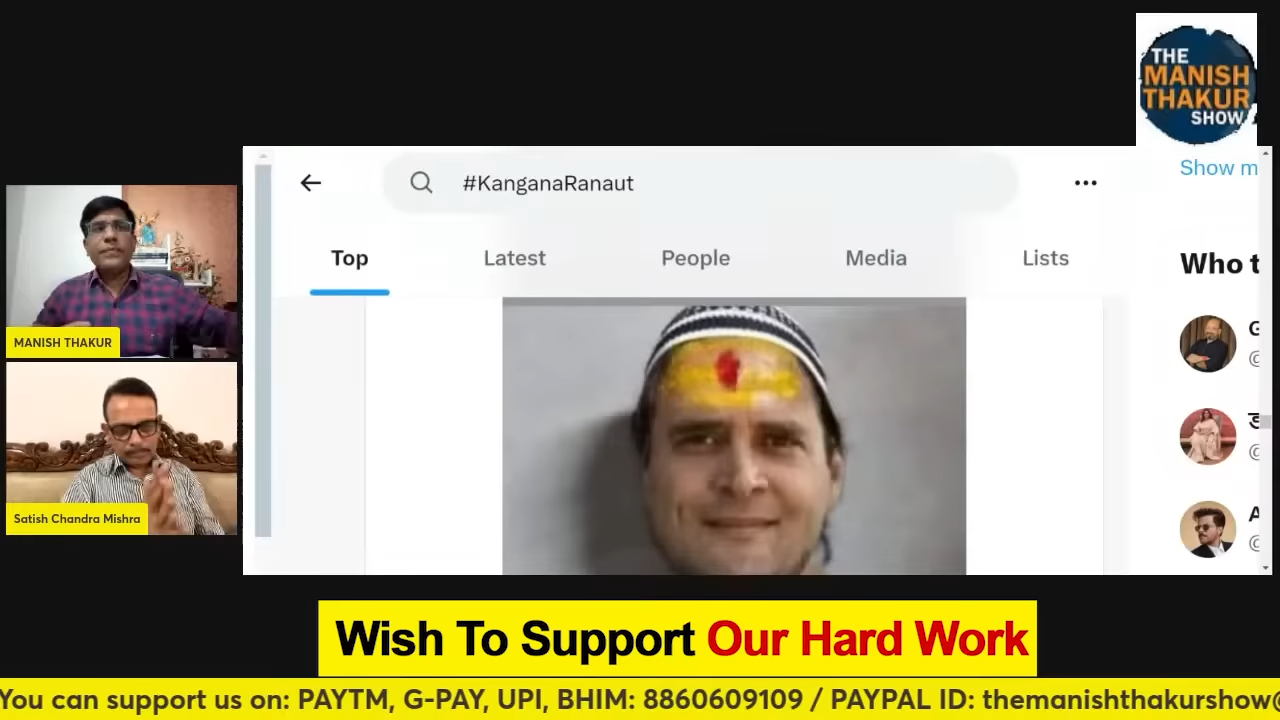 THE
MANISH
THAKUR
SHOW
#KanganaRanaut
Top Latest People Media Lists
Show m
Who t
G
@
ड
@
A
@
MANISH THAKUR
Satish Chandra Mishra
Wish To Support Our Hard Work
You can support us on: PAYTM, G-PAY, UPI, BHIM: 8860609109 / PAYPAL ID: themanishthakurshow@